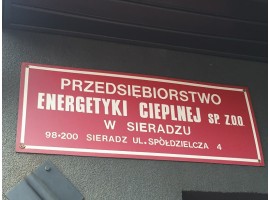 PRZEDSIĘBIORSTWO
ENERGETYKI CIEPLNEJ SP. Z.O.O.
W SIERADZU
98-200 SIERADZ UL. SPÓŁDZIELCZA 4